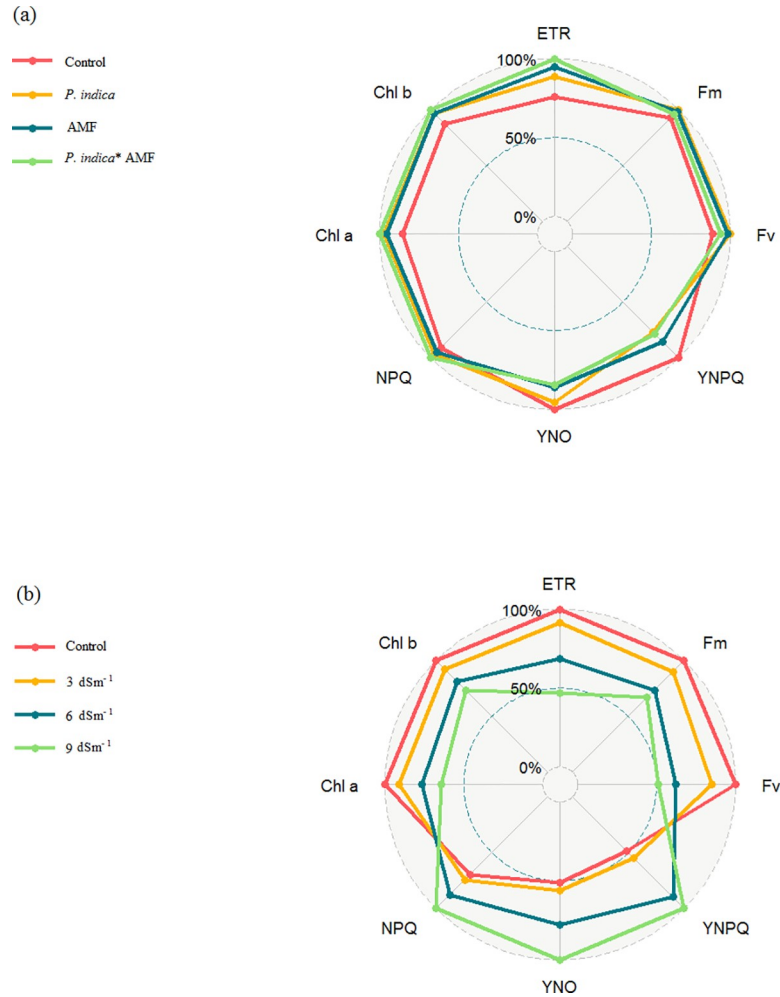 (a)
Control
P. indica
AMF
P. indica* AMF
ETR
100%
Chl b
Fm
50%
0%
Chl a
Fv
NPQ
YNPQ
YNO
(b)
Control
3 dSm⁻¹
6 dSm⁻¹
9 dSm⁻¹
ETR
100%
Chl b
Fm
50%
0%
Chl a
Fv
NPQ
YNPQ
YNO